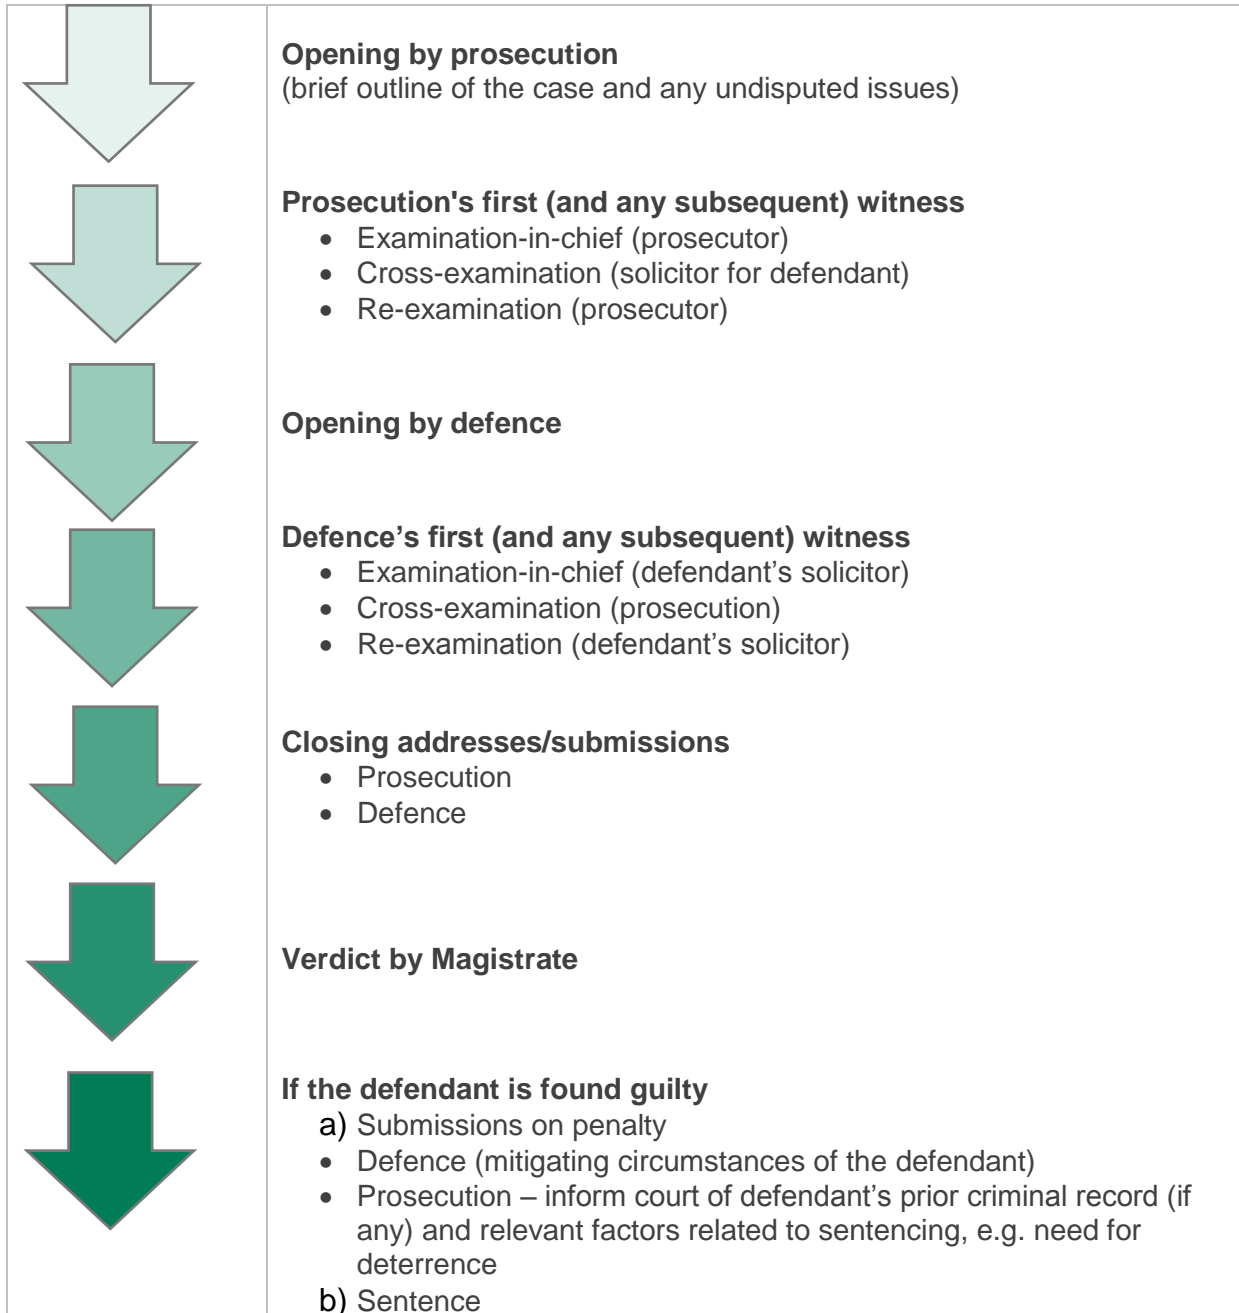 Opening by prosecution
(brief outline of the case and any undisputed issues)
Prosecution's first (and any subsequent) witness
• Examination-in-chief (prosecutor)
• Cross-examination (solicitor for defendant)
• Re-examination (prosecutor)
Opening by defence
Defence’s first (and any subsequent) witness
• Examination-in-chief (defendant’s solicitor)
• Cross-examination (prosecution)
• Re-examination (defendant’s solicitor)
Closing addresses/submissions
• Prosecution
• Defence
Verdict by Magistrate
If the defendant is found guilty
a) Submissions on penalty
• Defence (mitigating circumstances of the defendant)
• Prosecution – inform court of defendant’s prior criminal record (if
any) and relevant factors related to sentencing, e.g. need for
deterrence
b) Sentence